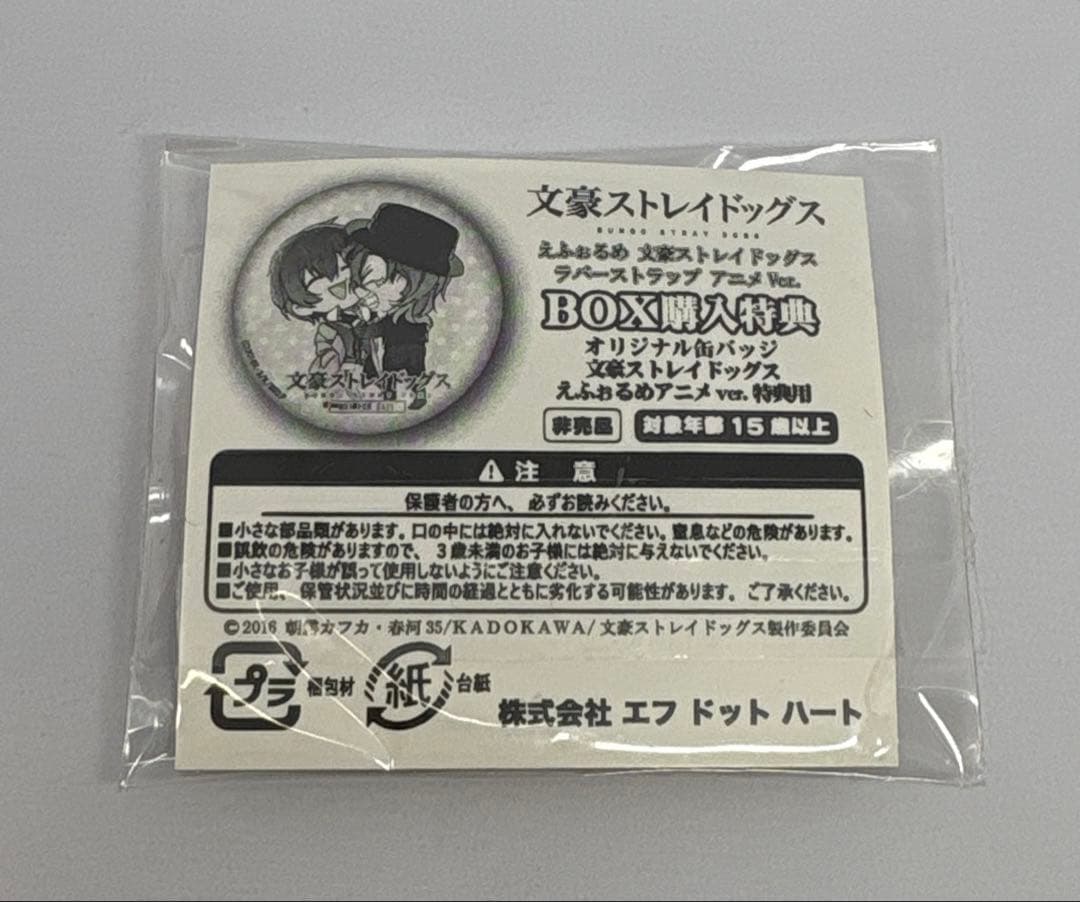 文豪ストレイドッグス
BUNGO STRAY DOGS
えふぉるめ 文豪ストレイドッグス
ラバーストラップ アニメ Ver.
BOX購入特典
オリジナル缶バッジ
文豪ストレイドッグス
えふぉるめアニメ ver. 特典用
非売品 対象年齢 15 歳以上
文豪ストレイドッグス
注 意
保護者の方へ、必ずお読みください。
■小さな部品類があります。口の中には絶対に入れないでください。窒息などの危険があります。
■誤飲の危険がありますので、3歳未満のお子様には絶対に与えないでください。
■小さなお子様が誤って使用しないようにご注意ください。
■ご使用、保管状況並びに時間の経過とともに劣化する可能性があります。ご了承ください。
©2016 朝霧カフカ・春河35/KADOKAWA/文豪ストレイドッグス製作委員会
プラ 梱包材 紙 台紙
株式会社 エフ ドット ハート